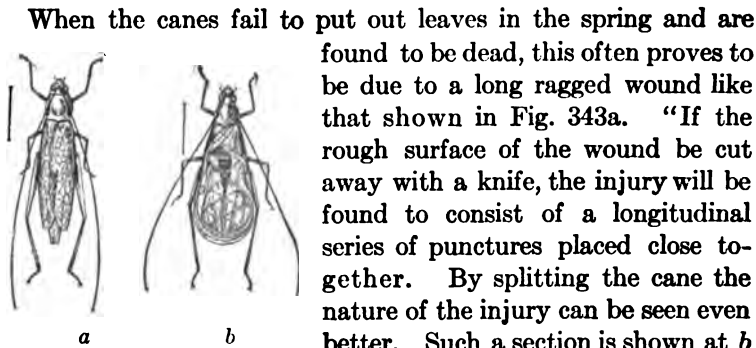 When the canes fail to put out leaves in the spring and are
found to be dead, this often proves to
be due to a long ragged wound like
that shown in Fig. 343a. “If the
rough surface of the wound be cut
away with a knife, the injury will be
found to consist of a longitudinal
series of punctures placed close to-
gether. By splitting the cane the
nature of the injury can be seen even
better. Such a section is shown at b
a b